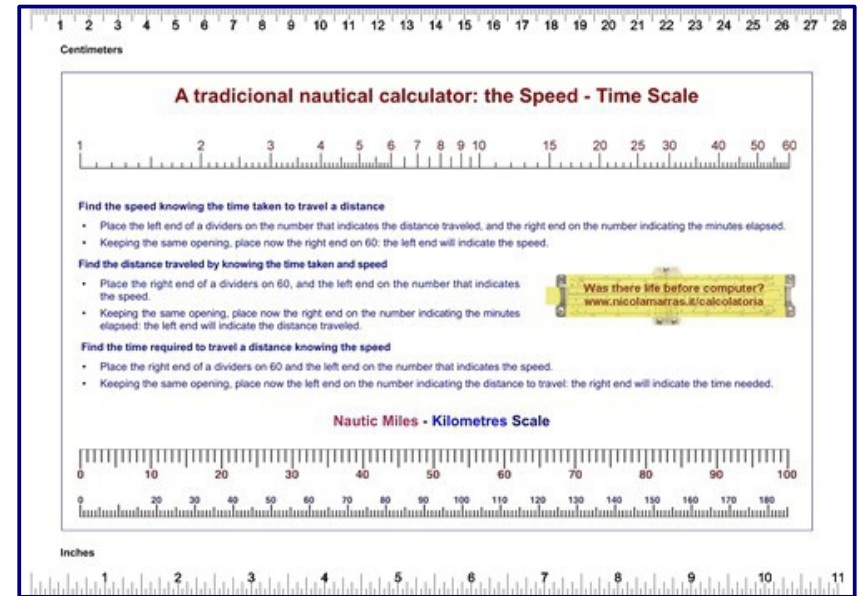 1 2 3 4 5 6 7 8 9 10 11 12 13 14 15 16 17 18 19 20 21 22 23 24 25 26 27 28
Centimeters
A tradicional nautical calculator: the Speed - Time Scale
1 2 3 4 5 6 7 8 9 10 15 20 25 30 40 50 60
Find the speed knowing the time taken to travel a distance
• Place the left end of a dividers on the number that indicates the distance traveled, and the right end on the number indicating the minutes elapsed.
• Keeping the same opening, place now the right end on 60: the left end will indicate the speed.
Find the distance traveled by knowing the time taken and speed
• Place the right end of a dividers on 60, and the left end on the number that indicates
the speed.
• Keeping the same opening, place now the right end on the number indicating the minutes
elapsed: the left end will indicate the distance traveled.
Was there life before computer?
www.nicolamarras.it/calcolatoria
Find the time required to travel a distance knowing the speed
• Place the right end of a dividers on 60 and the left end on the number that indicates the speed.
• Keeping the same opening, place now the left end on the number indicating the distance to travel: the right end will indicate the time needed.
Nautic Miles - Kilometres Scale
0 10 20 30 40 50 60 70 80 90 100
0 20 30 40 50 60 70 80 90 100 110 120 130 140 150 160 170 180
Inches
1 2 3 4 5 6 7 8 9 10 11